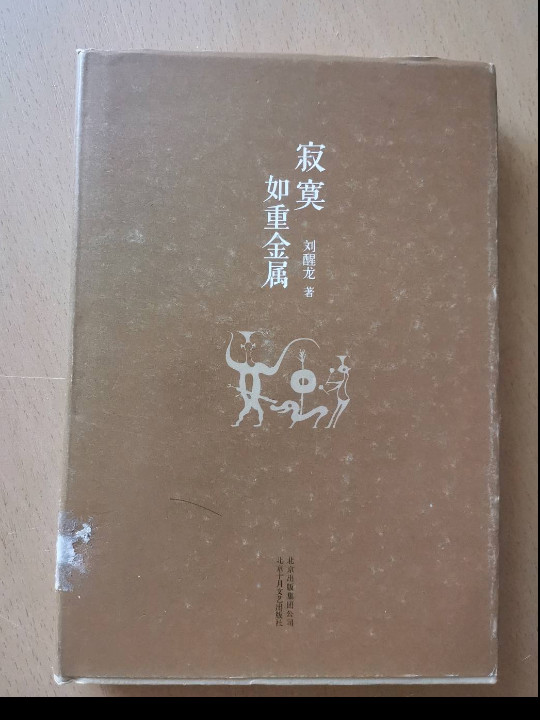 寂寞
如重金属
刘醒龙 著
北京出版集团公司
北京十月文艺出版社